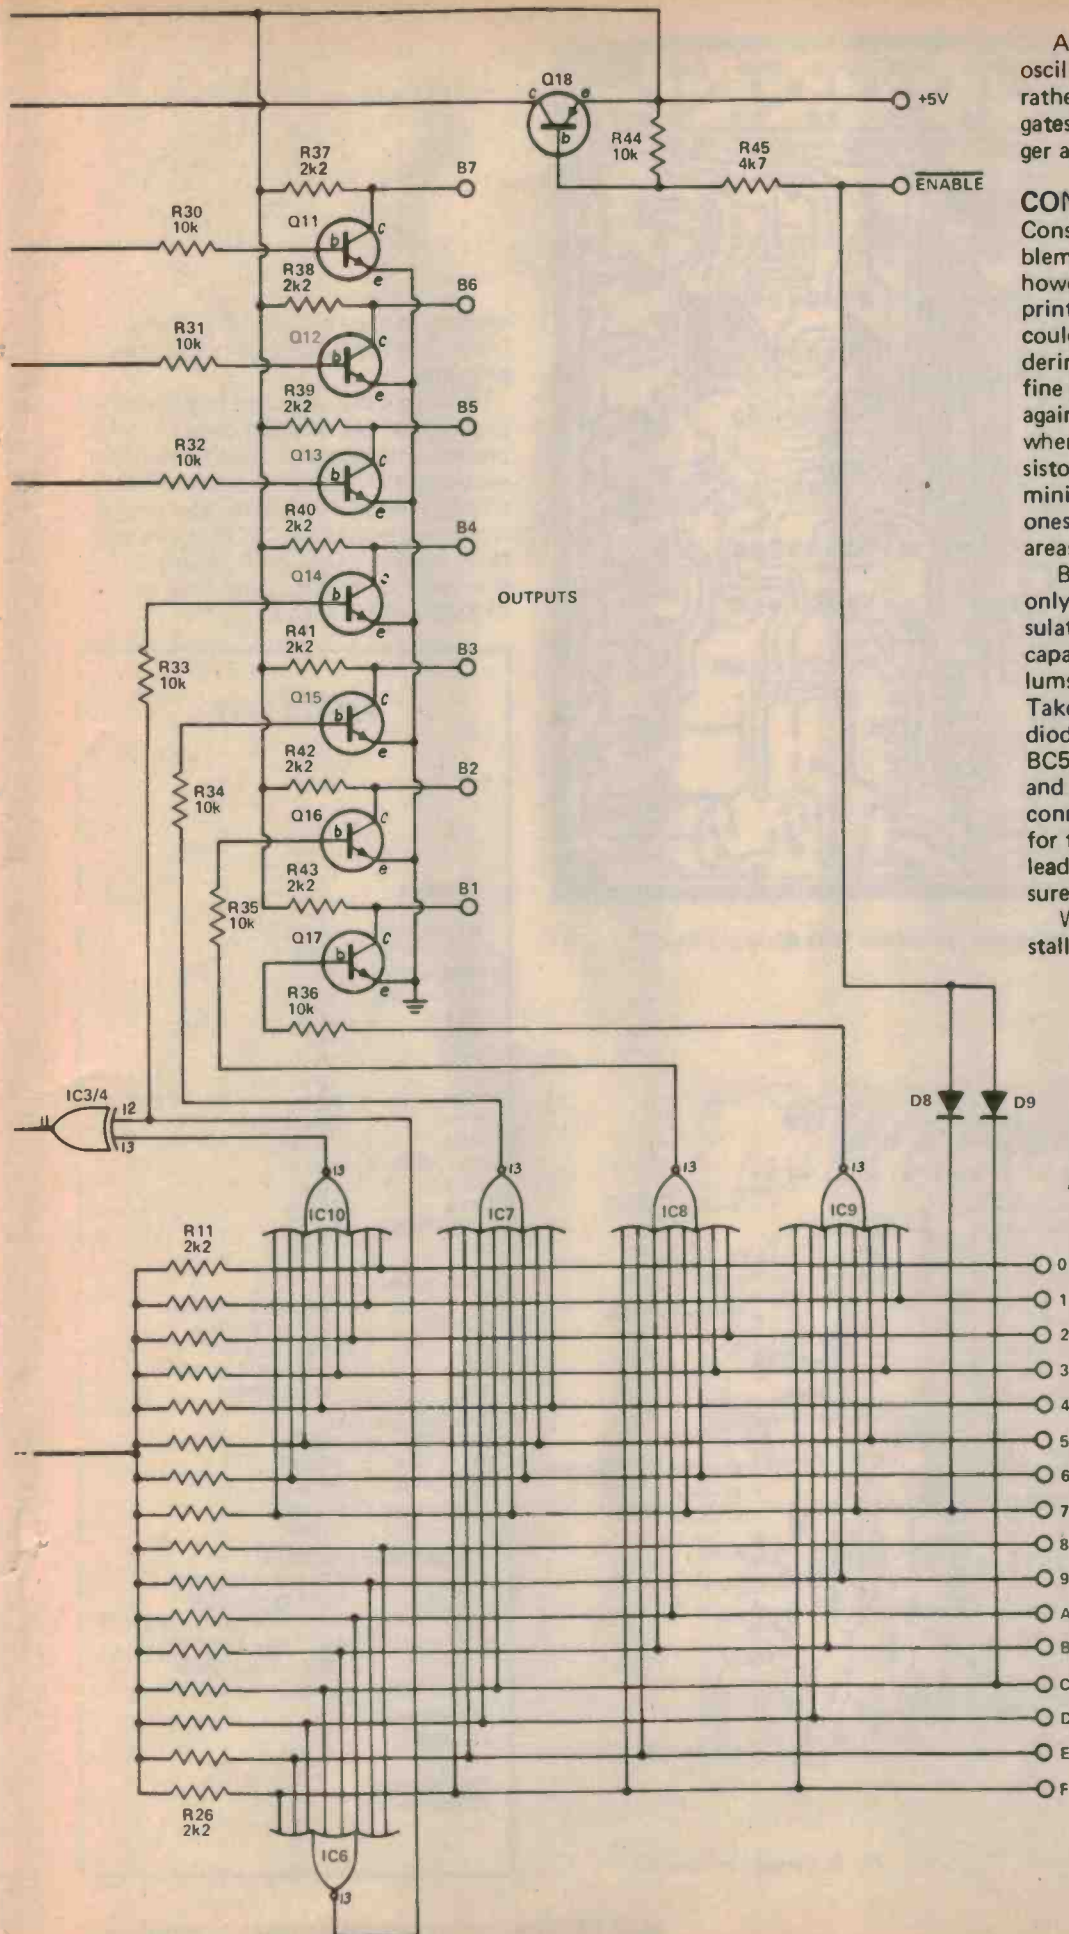 Q18
c
e
b
+5V
R44
10k
R45
4k7
ENABLE
R37
2k2
B7
R30
10k
Q11
b
c
e
R38
2k2
B6
R31
10k
Q12
b
c
e
R39
2k2
B5
R32
10k
Q13
b
c
e
R40
2k2
B4
Q14
b
c
e
OUTPUTS
R33
10k
R41
2k2
B3
Q15
b
c
e
R34
10k
R42
2k2
B2
Q16
b
c
e
R35
10k
R43
2k2
B1
Q17
b
c
e
R36
10k
IC3/4
11
12
13
D8
D9
13
13
13
13
IC10
IC7
IC8
IC9
R11
2k2
0
1
2
3
4
5
6
7
8
9
A
B
C
D
E
F
R26
2k2
IC6
13
A
oscil
rathe
gates
ger a
CON
Cons
blem
howe
print
could
derin
fine
again
when
sisto
mini
ones
areas
B
only
sulat
capa
lums
Take
diod
BC5
and
conn
for t
lead
sure
W
stall